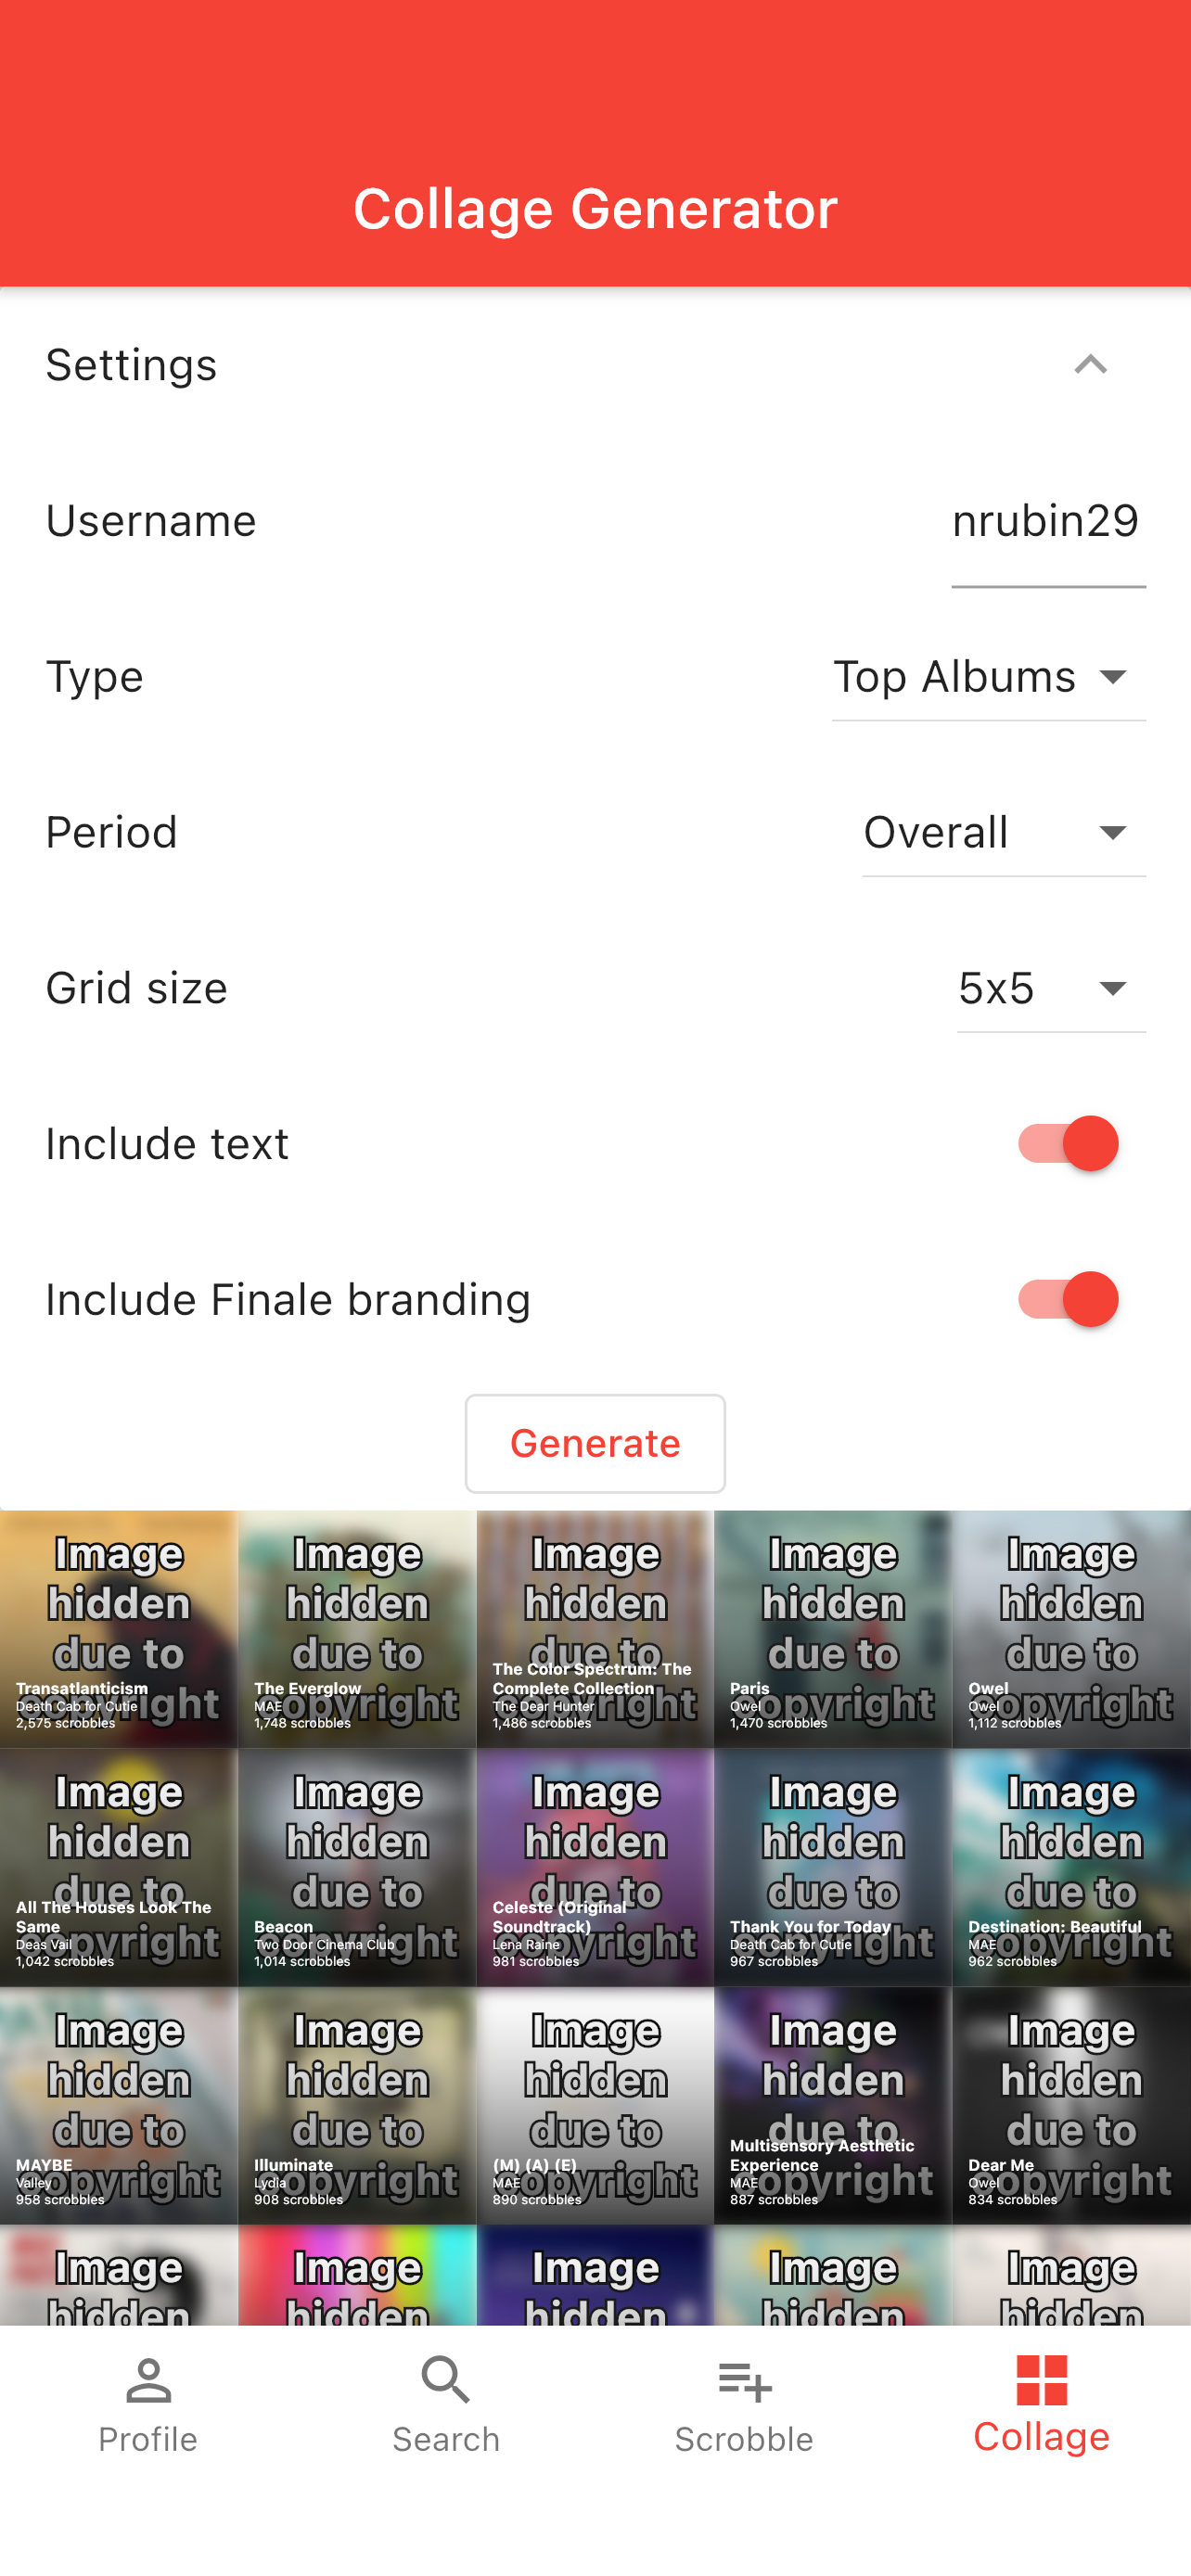 Collage Generator
Settings
Username
nrubin29
Type
Top Albums
Period
Overall
Grid size
5x5
Include text
Include Finale branding
Generate
Image
hidden
due to
copyright
Transatlanticism
Death Cab for Cutie
2,575 scrobbles
Image
hidden
due to
copyright
The Everglow
MAE
1,748 scrobbles
Image
hidden
due to
copyright
The Color Spectrum: The
Complete Collection
The Dear Hunter
1,486 scrobbles
Image
hidden
due to
copyright
Paris
Owel
1,470 scrobbles
Image
hidden
due to
copyright
Owel
Owel
1,112 scrobbles
Image
hidden
due to
copyright
All The Houses Look The
Same
Deas Vail
1,042 scrobbles
Image
hidden
due to
copyright
Beacon
Two Door Cinema Club
1,014 scrobbles
Image
hidden
due to
copyright
Celeste (Original
Soundtrack)
Lena Raine
981 scrobbles
Image
hidden
due to
copyright
Thank You for Today
Death Cab for Cutie
967 scrobbles
Image
hidden
due to
copyright
Destination: Beautiful
MAE
962 scrobbles
Image
hidden
due to
copyright
MAYBE
Valley
958 scrobbles
Image
hidden
due to
copyright
Illuminate
Lydia
908 scrobbles
Image
hidden
due to
copyright
(M) (A) (E)
MAE
890 scrobbles
Image
hidden
due to
copyright
Multisensory Aesthetic
Experience
MAE
887 scrobbles
Image
hidden
due to
copyright
Dear Me
Owel
834 scrobbles
Image
hidden
Image
hidden
Image
hidden
Image
hidden
Image
hidden
Profile
Search
Scrobble
Collage